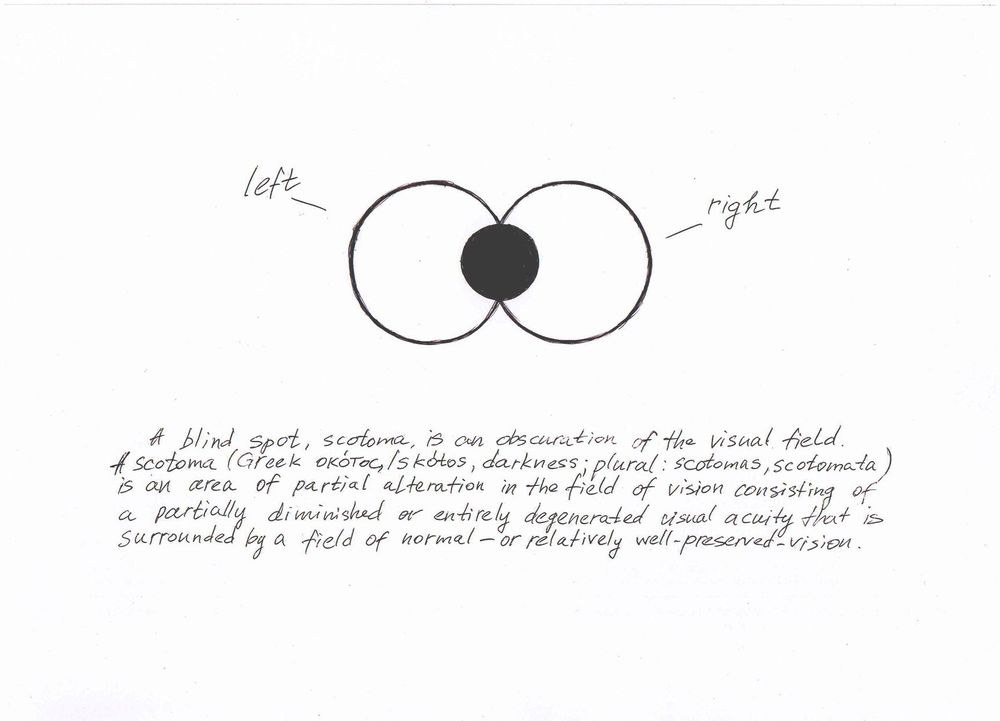 left
right
A blind spot, scotoma, is an obscuration of the visual field.
A scotoma (Greek σκότος/skótos, darkness; plural: scotomas, scotomata)
is an area of partial alteration in the field of vision consisting of
a partially diminished or entirely degenerated visual acuity that is
surrounded by a field of normal – or relatively well-preserved – vision.